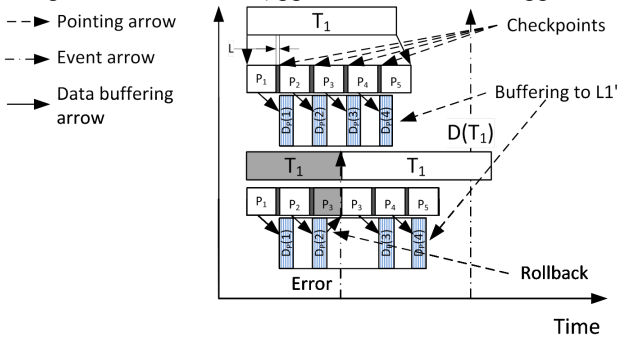 Pointing arrow
Event arrow
Data buffering
arrow
T1
L
Checkpoints
P1 P2 P3 P4 P5
DP(1) DP(2) DP(3) DP(4)
Buffering to L1'
D(T1)
T1 T1
P1 P2 P3 P3 P4 P5
DP(1) DP(2) DP(3) DP(4)
Rollback
Error
Time